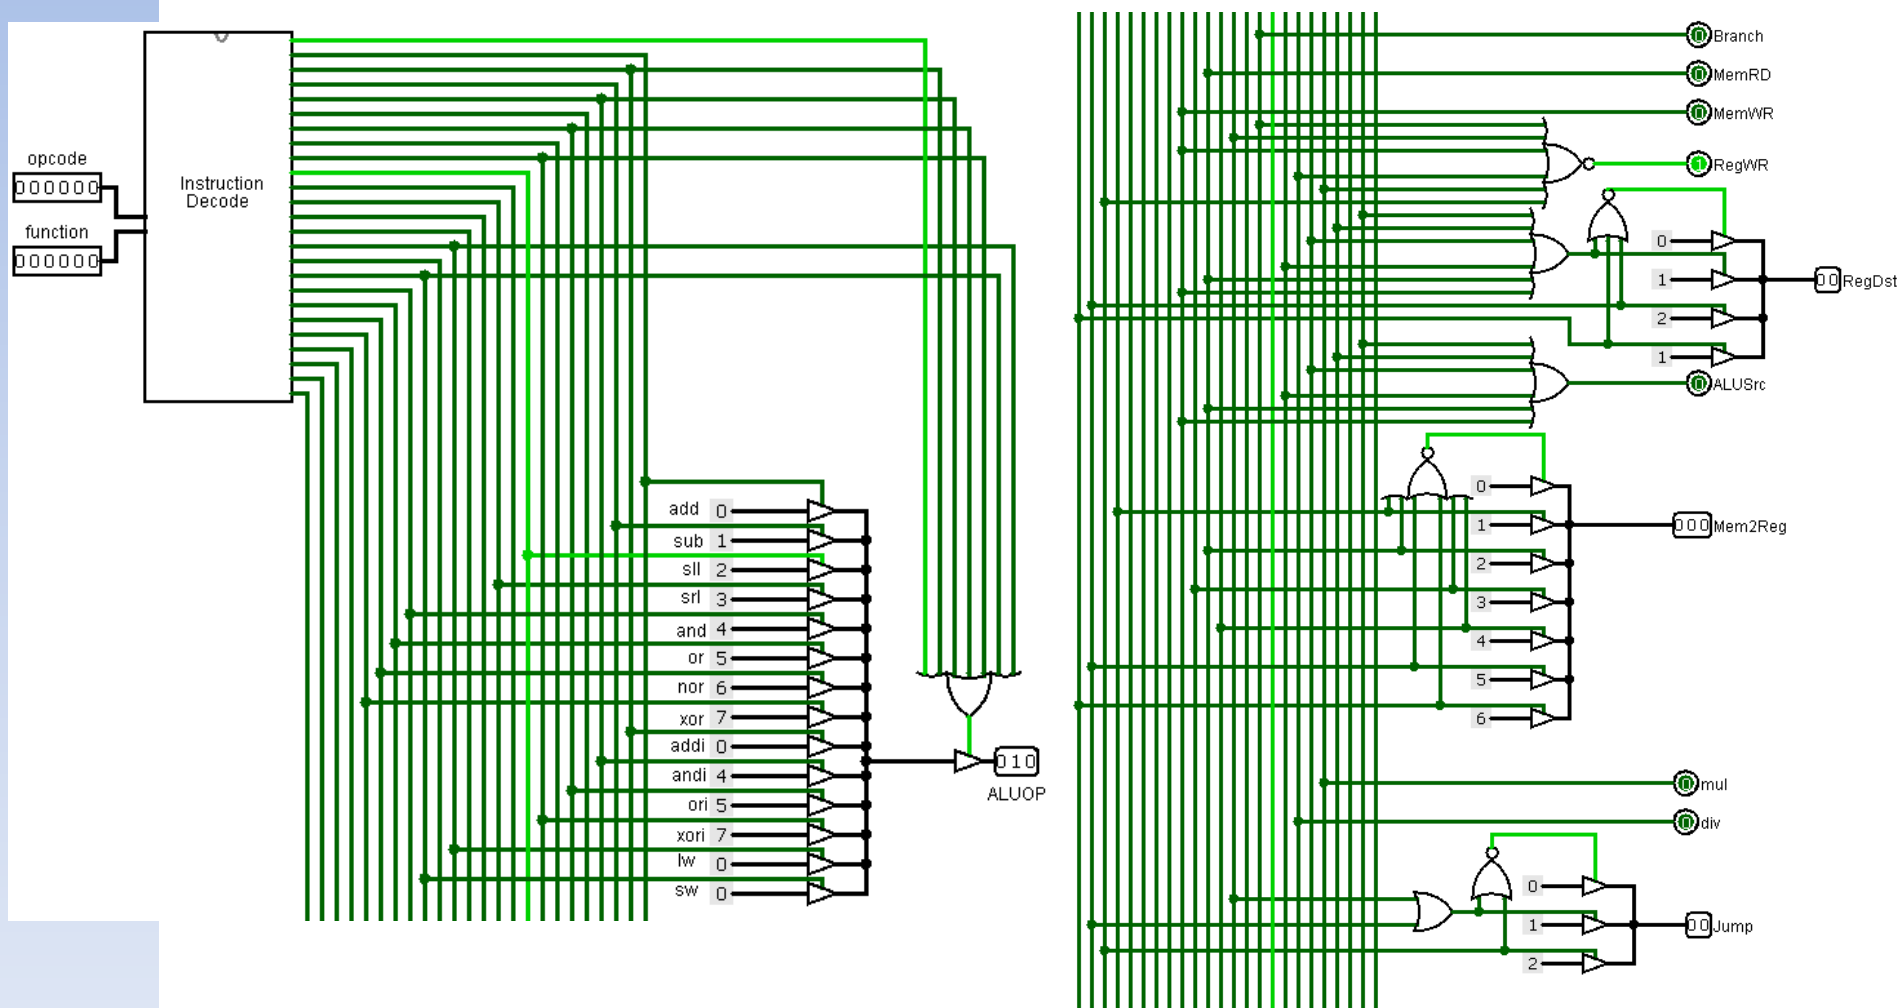 opcode
000000
function
000000
Instruction
Decode
add 0
sub 1
sll 2
srl 3
and 4
or 5
nor 6
xor 7
addi 0
andi 4
ori 5
xori 7
lw 0
sw 0
010
ALUOP
0 Branch
0 MemRD
0 MemWR
1 RegWR
0
1
2
1
00 RegDst
0 ALUSrc
0
1
2
3
4
5
6
000 Mem2Reg
0 mul
0 div
0
1
2
00 Jump